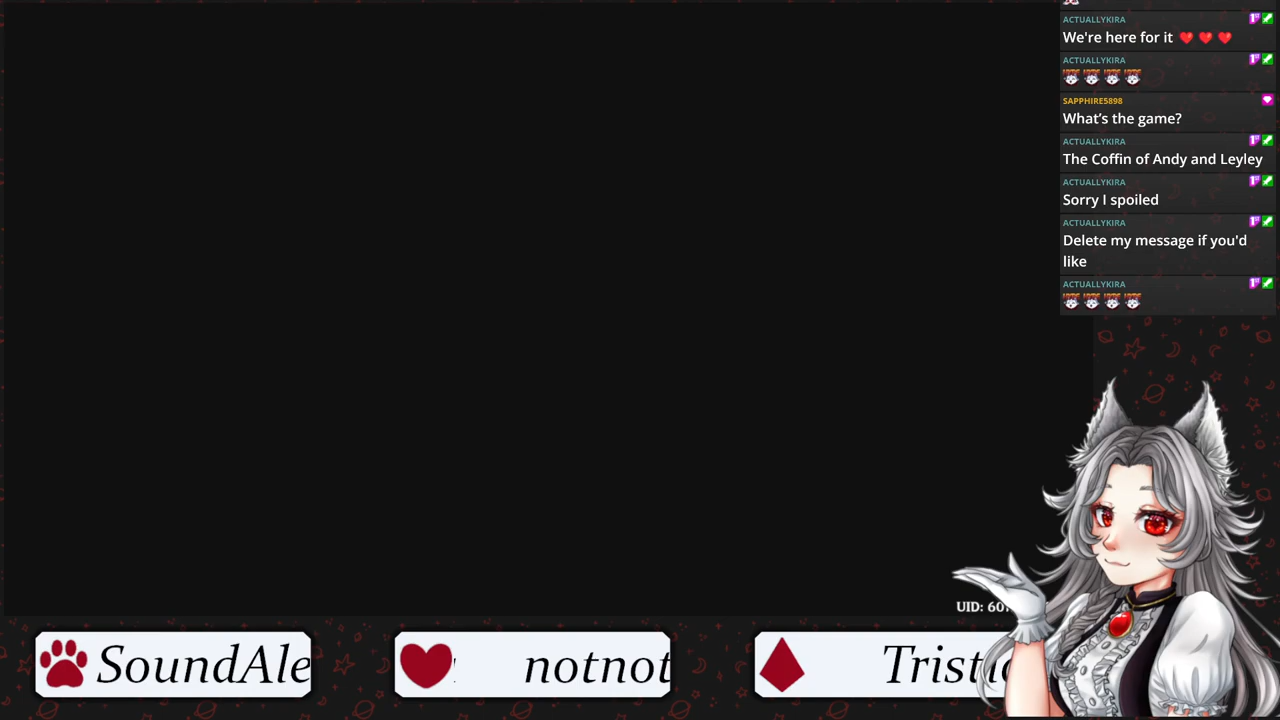 ACTUALLYKIRA
We're here for it
ACTUALLYKIRA
SAPPHIRE5898
What's the game?
ACTUALLYKIRA
The Coffin of Andy and Leyley
ACTUALLYKIRA
Sorry I spoiled
ACTUALLYKIRA
Delete my message if you'd
like
ACTUALLYKIRA
UID: 60
SoundAle
notnot
Tristi